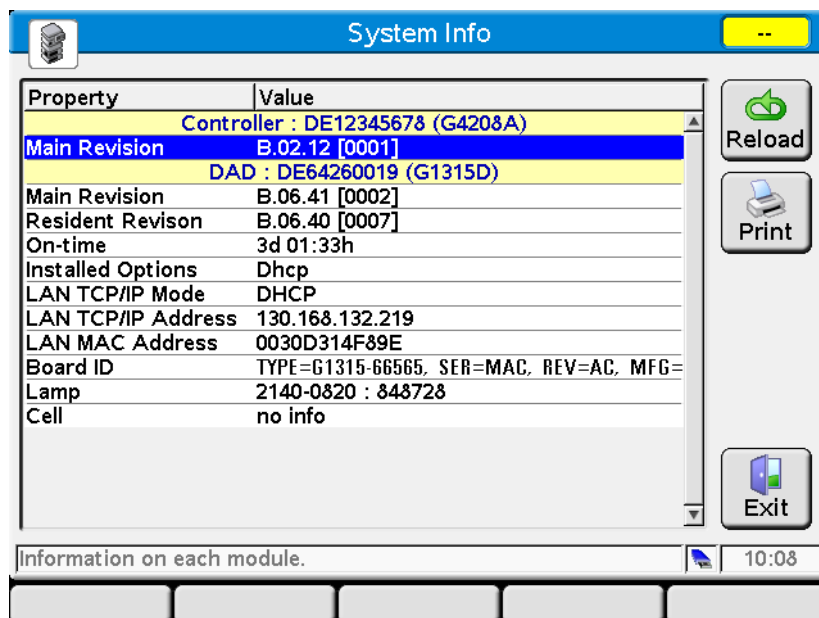 System Info
--
Property Value
Controller : DE12345678 (G4208A)
Main Revision B.02.12 [0001]
DAD : DE64260019 (G1315D)
Main Revision B.06.41 [0002]
Resident Revison B.06.40 [0007]
On-time 3d 01:33h
Installed Options Dhcp
LAN TCP/IP Mode DHCP
LAN TCP/IP Address 130.168.132.219
LAN MAC Address 0030D314F89E
Board ID TYPE=G1315-66565, SER=MAC, REV=AC, MFG=
Lamp 2140-0820 : 848728
Cell no info
Reload
Print
Exit
Information on each module.
10:08